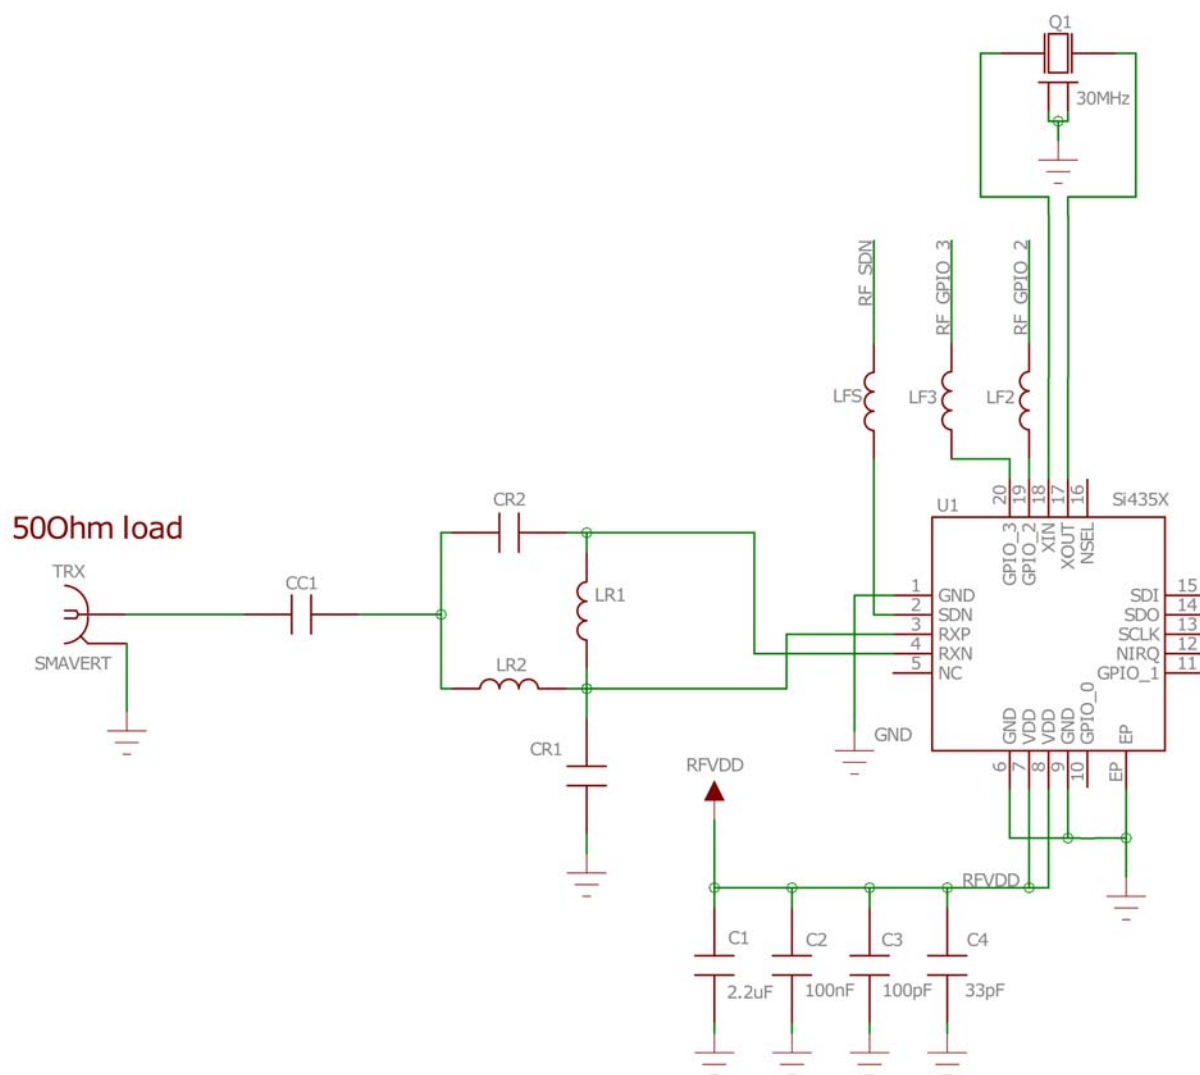 Q1
30MHz
RF_SDN
RF_GPIO_3
RF_GPIO_2
LFS
LF3
LF2
20
19
18
17
16
U1
Si435X
GPIO_3
GPIO_2
XIN
XOUT
NSEL
50Ohm load
TRX
SMAVERT
CC1
CR2
LR1
LR2
CR1
1
GND
2
SDN
3
RXP
4
RXN
5
NC
SDI
15
SDO
14
SCLK
13
NIRQ
12
GPIO_1
11
GND
VDD
VDD
GND
GPIO_0
EP
6
7
8
9
10
EP
GND
RFVDD
RFVDD
C1
2.2uF
C2
100nF
C3
100pF
C4
33pF